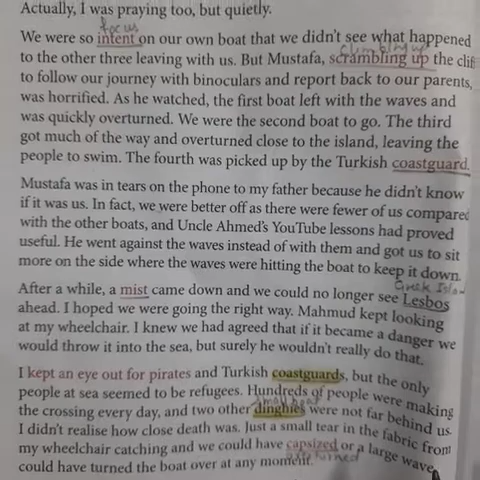 Actually, I was praying too, but quietly.
focus
We were so intent on our own boat that we didn't see what happened
climbing up
to the other three leaving with us. But Mustafa, scrambling up the cliff
to follow our journey with binoculars and report back to our parents,
was horrified. As he watched, the first boat left with the waves and
was quickly overturned. We were the second boat to go. The third
got much of the way and overturned close to the island, leaving the
people to swim. The fourth was picked up by the Turkish coastguard.
Mustafa was in tears on the phone to my father because he didn't know
if it was us. In fact, we were better off as there were fewer of us compared
with the other boats, and Uncle Ahmed's YouTube lessons had proved
useful. He went against the waves instead of with them and got us to sit
more on the side where the waves were hitting the boat to keep it down.
Greek Isla
After a while, a mist came down and we could no longer see Lesbos
ahead. I hoped we were going the right way. Mahmud kept looking
at my wheelchair. I knew we had agreed that if it became a danger we
would throw it into the sea, but surely he wouldn't really do that.
I kept an eye out for pirates and Turkish coastguards, but the only
people at sea seemed to be refugees. Hundreds of people were making
small boat
the crossing every day, and two other dinghies were not far behind us.
I didn't realise how close death was. Just a small tear in the fabric from
my wheelchair catching and we could have capsized or a large wave
overturned
could have turned the boat over at any moment.